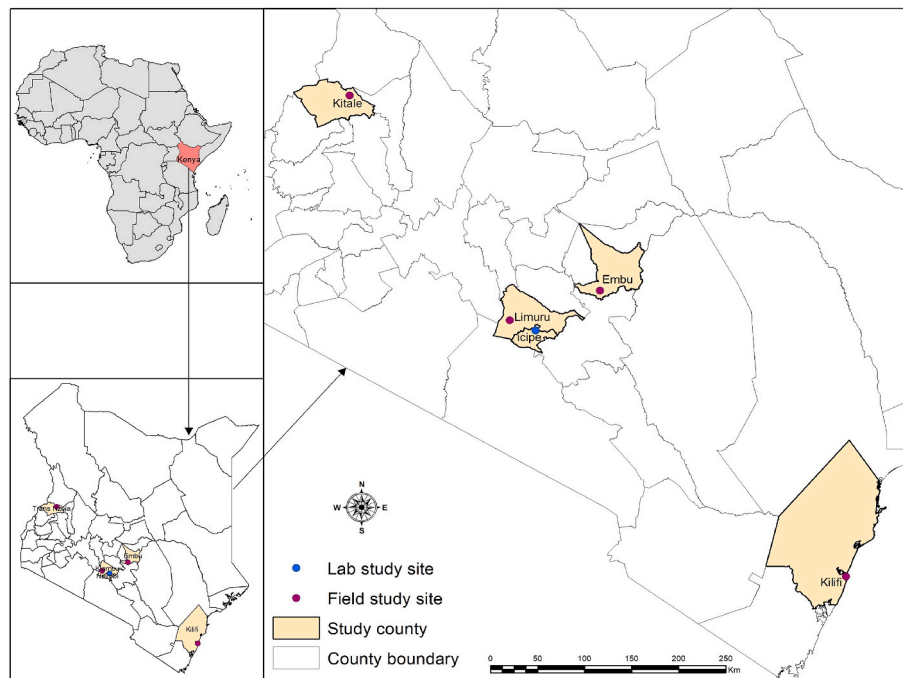 Kenya
Kitale
Embu
Limuru
icipe
Kilifi
Trans Nzoia
Embu
Kilifi
N
W E
S
Lab study site
Field study site
Study county
County boundary
0 25 50 100 150 200 250
Km